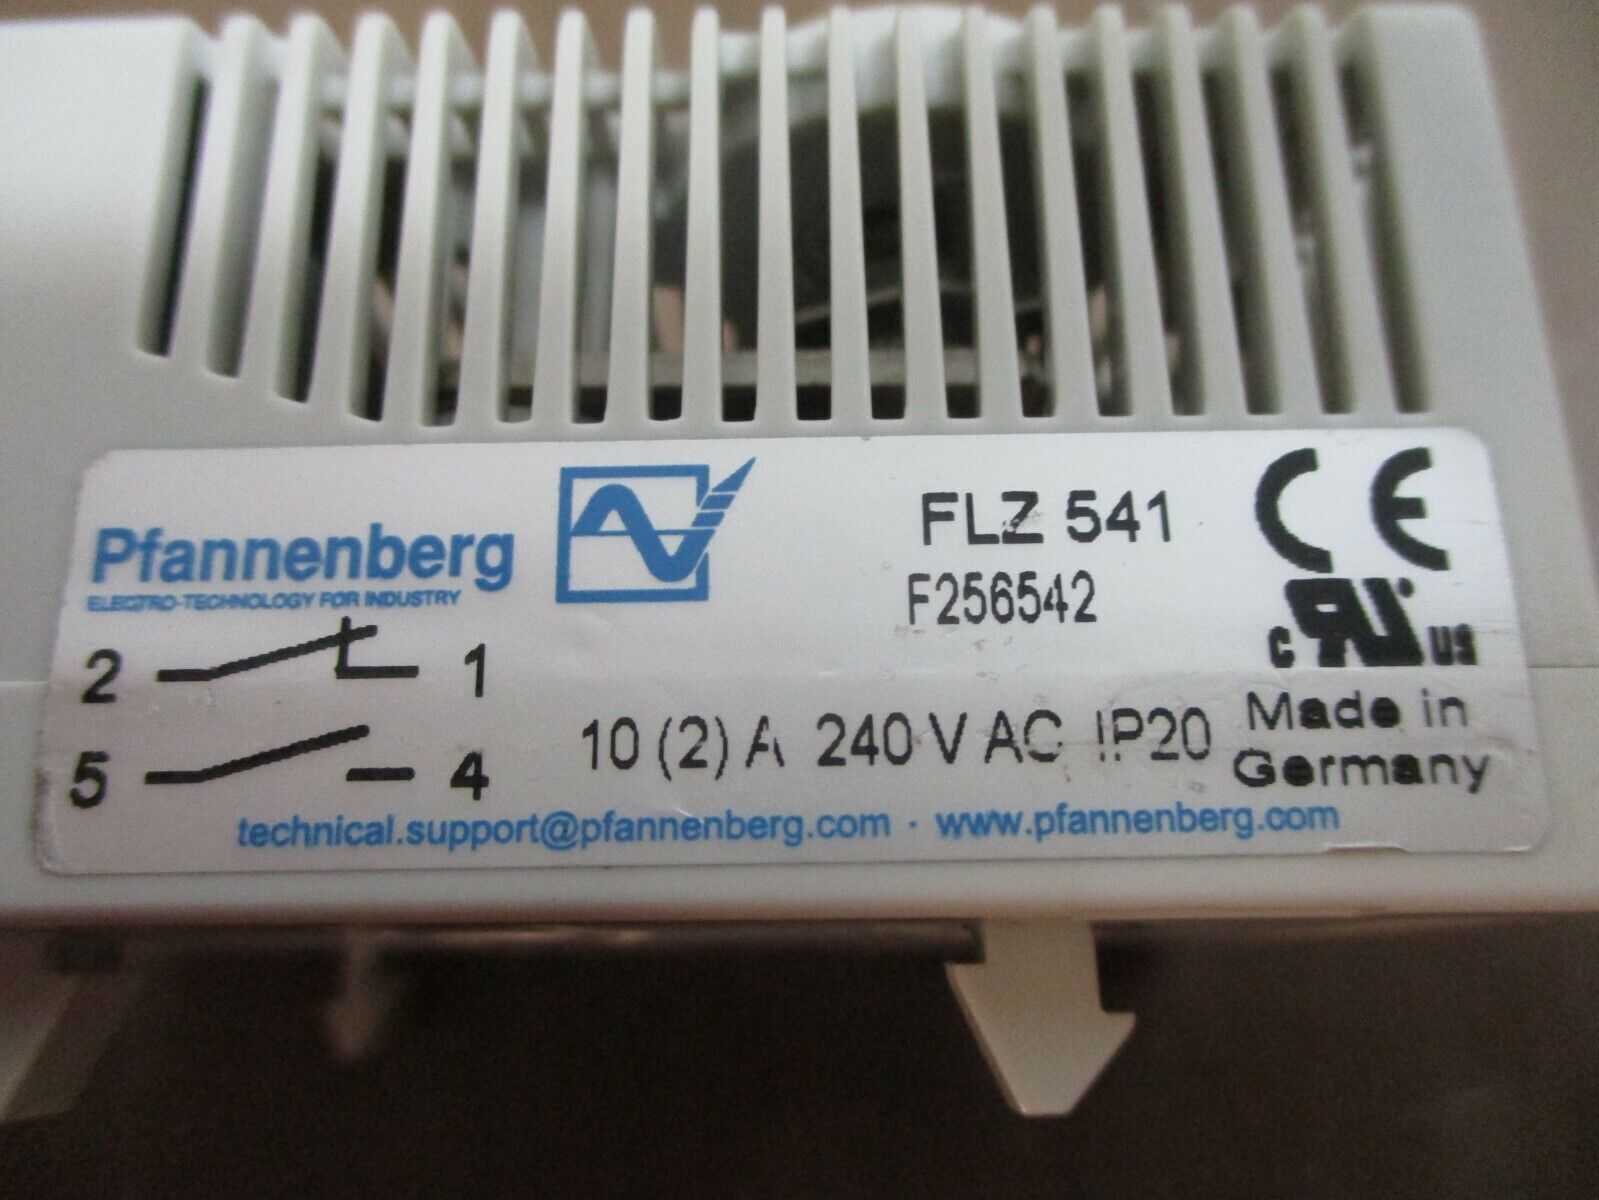 Pfannenberg
ELECTRO-TECHNOLOGY FOR INDUSTRY
FLZ 541
F256542
CE
C RU US
2 1
5 4
10 (2) A 240 V AC IP20
Made in
Germany
technical.support@pfannenberg.com · www.pfannenberg.com